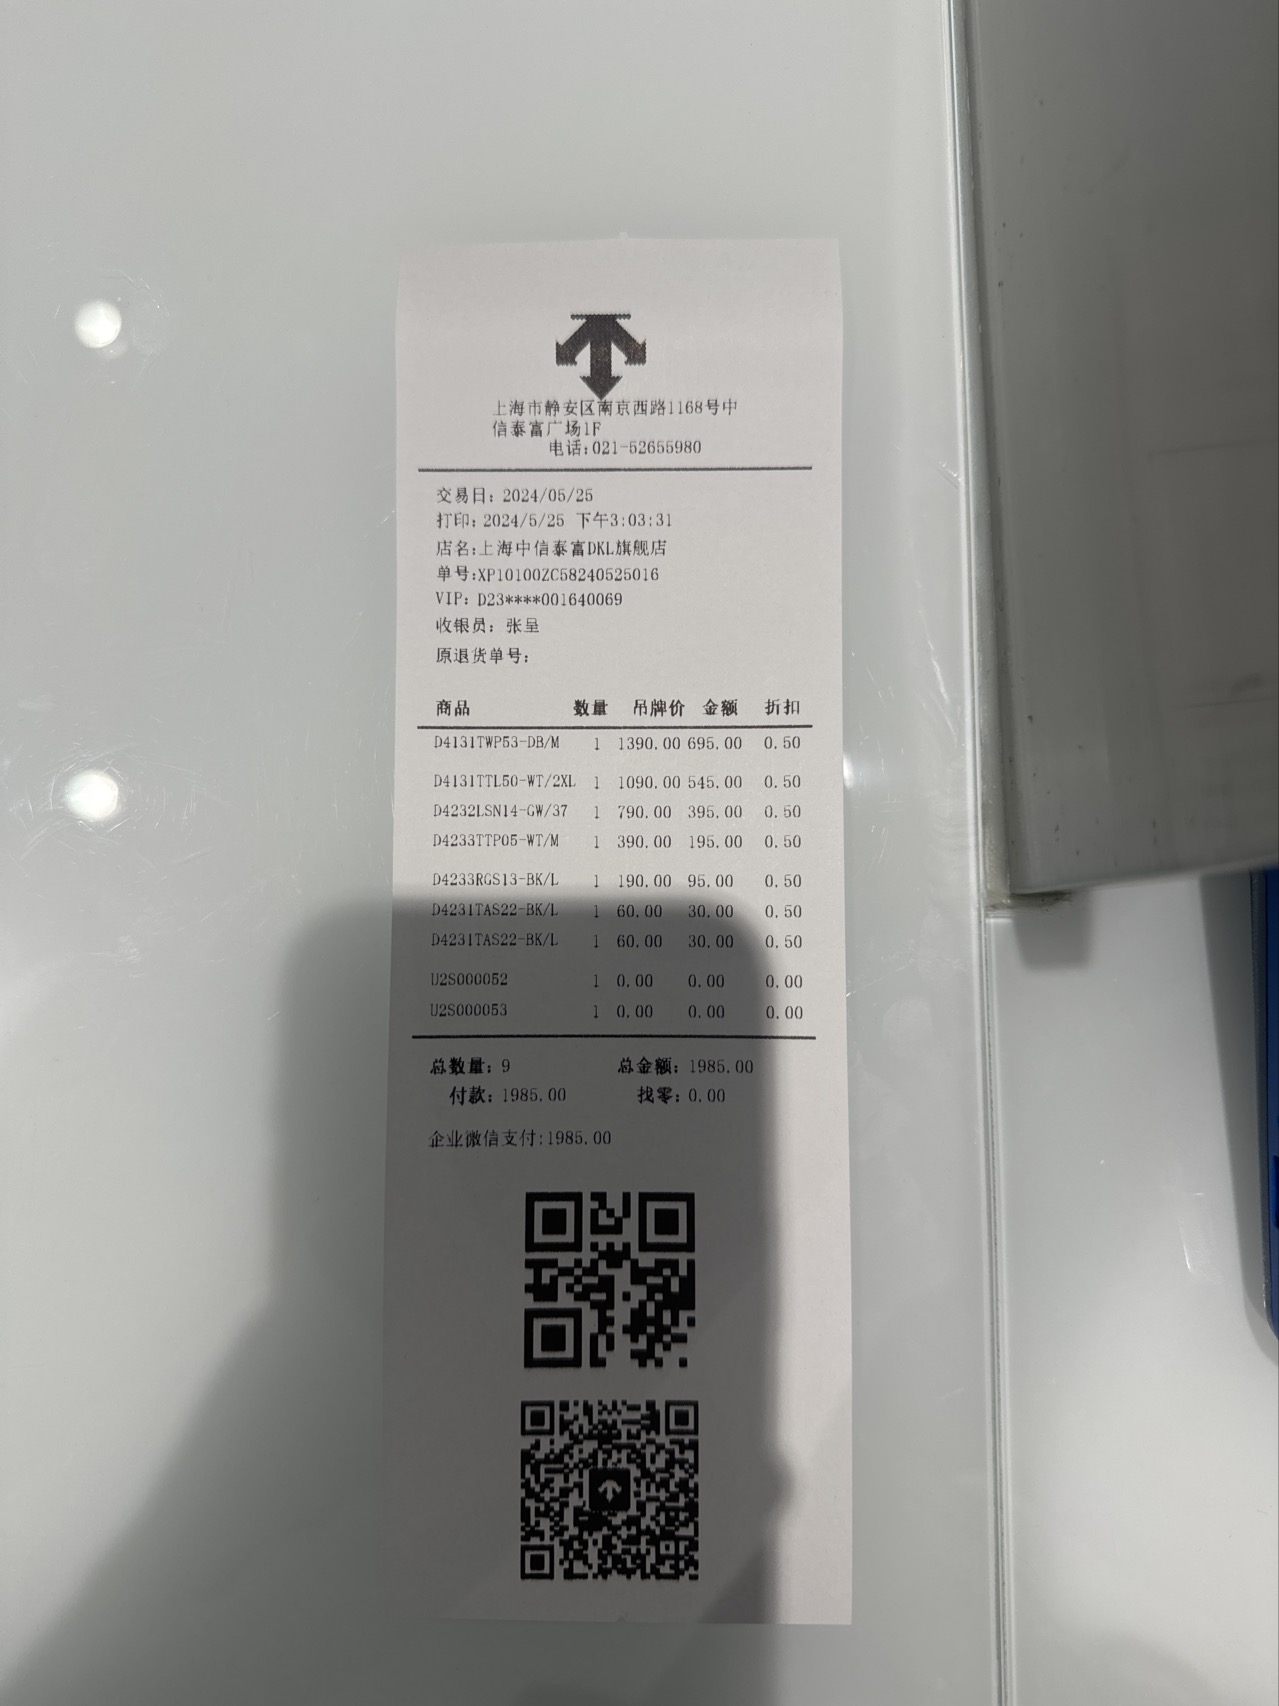 上海市静安区南京西路1168号中
信泰富广场1F
电话:021-52655980
交易日: 2024/05/25
打印: 2024/5/25 下午3:03:31
店名:上海中信泰富DKL旗舰店
单号:XP10100ZC58240525016
VIP: D23****001640069
收银员: 张呈
原退货单号:
商品 数量 吊牌价 金额 折扣
D4131TWP53-DB/M 1 1390.00 695.00 0.50
D4131TTL50-WT/2XL 1 1090.00 545.00 0.50
D4232LSN14-GW/37 1 790.00 395.00 0.50
D4233TTP05-WT/M 1 390.00 195.00 0.50
D4233RGS13-BK/L 1 190.00 95.00 0.50
D4231TAS22-BK/L 1 60.00 30.00 0.50
D4231TAS22-BK/L 1 60.00 30.00 0.50
U2S000052 1 0.00 0.00 0.00
U2S000053 1 0.00 0.00 0.00
总数量: 9 总金额: 1985.00
付款: 1985.00 找零: 0.00
企业微信支付:1985.00